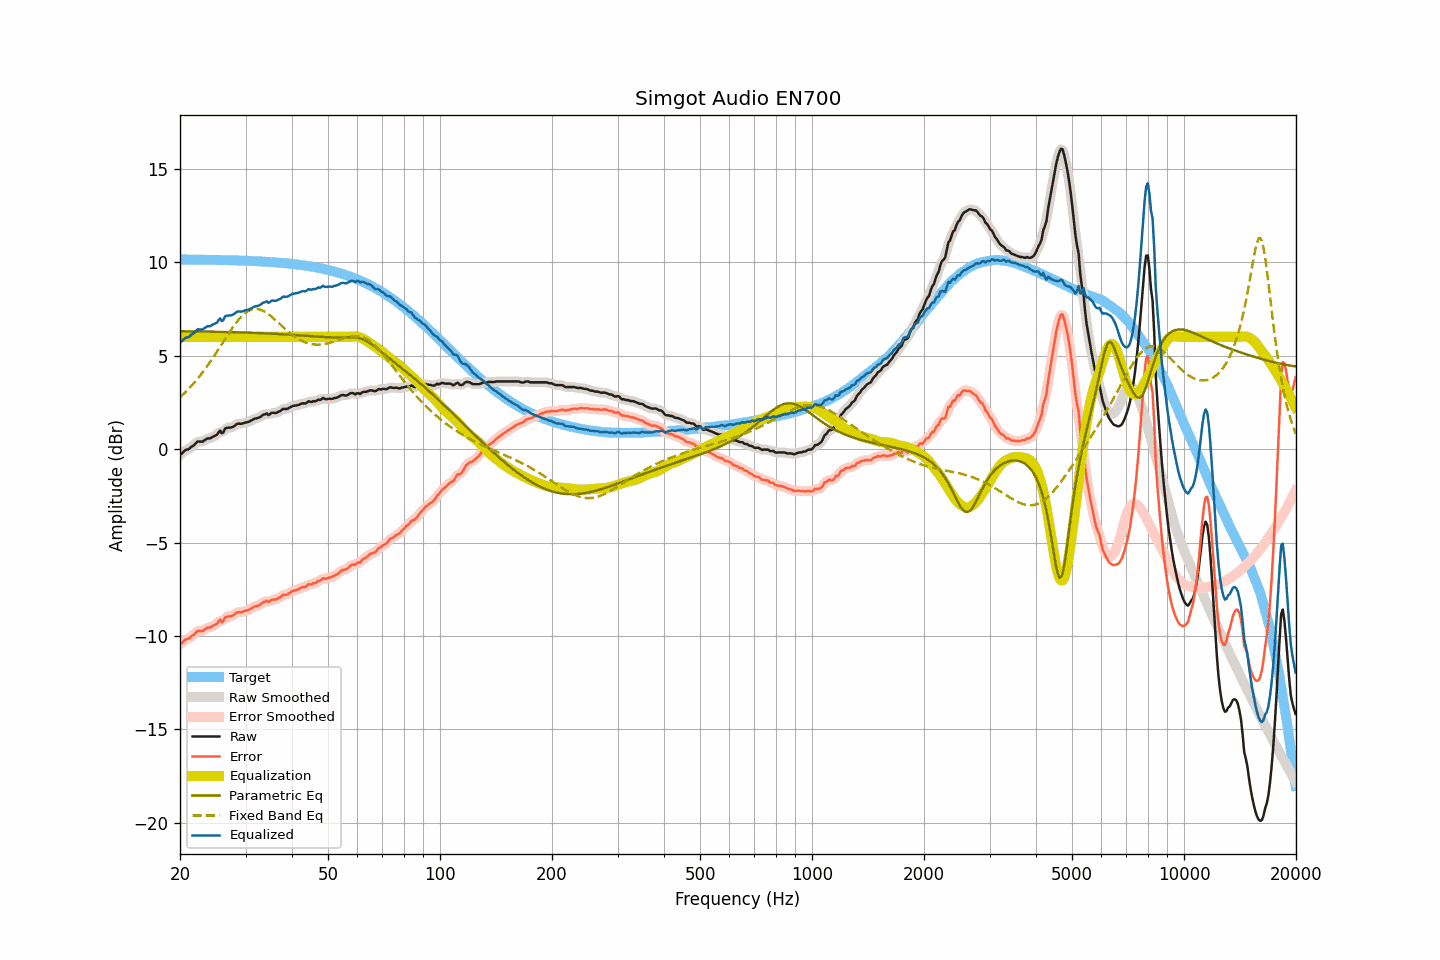 Simgot Audio EN700
Amplitude (dBr)
15
10
5
0
−5
−10
−15
−20
Target
Raw Smoothed
Error Smoothed
Raw
Error
Equalization
Parametric Eq
Fixed Band Eq
Equalized
20 50 100 200 500 1000 2000 5000 10000 20000
Frequency (Hz)